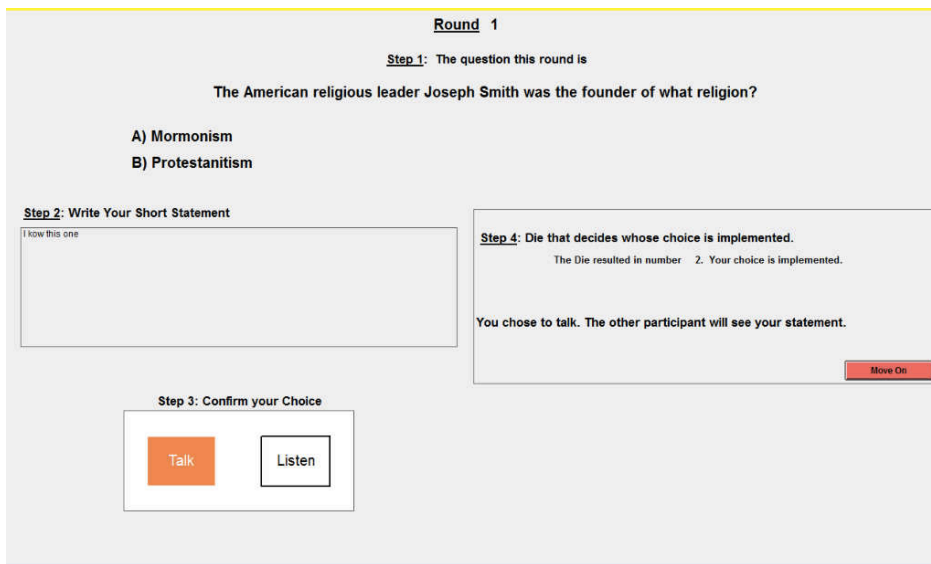 Round 1
Step 1: The question this round is
The American religious leader Joseph Smith was the founder of what religion?
A) Mormonism
B) Protestanitism
Step 2: Write Your Short Statement
I kow this one
Step 4: Die that decides whose choice is implemented.
The Die resulted in number 2. Your choice is implemented.
You chose to talk. The other participant will see your statement.
Move On
Step 3: Confirm your Choice
Talk
Listen